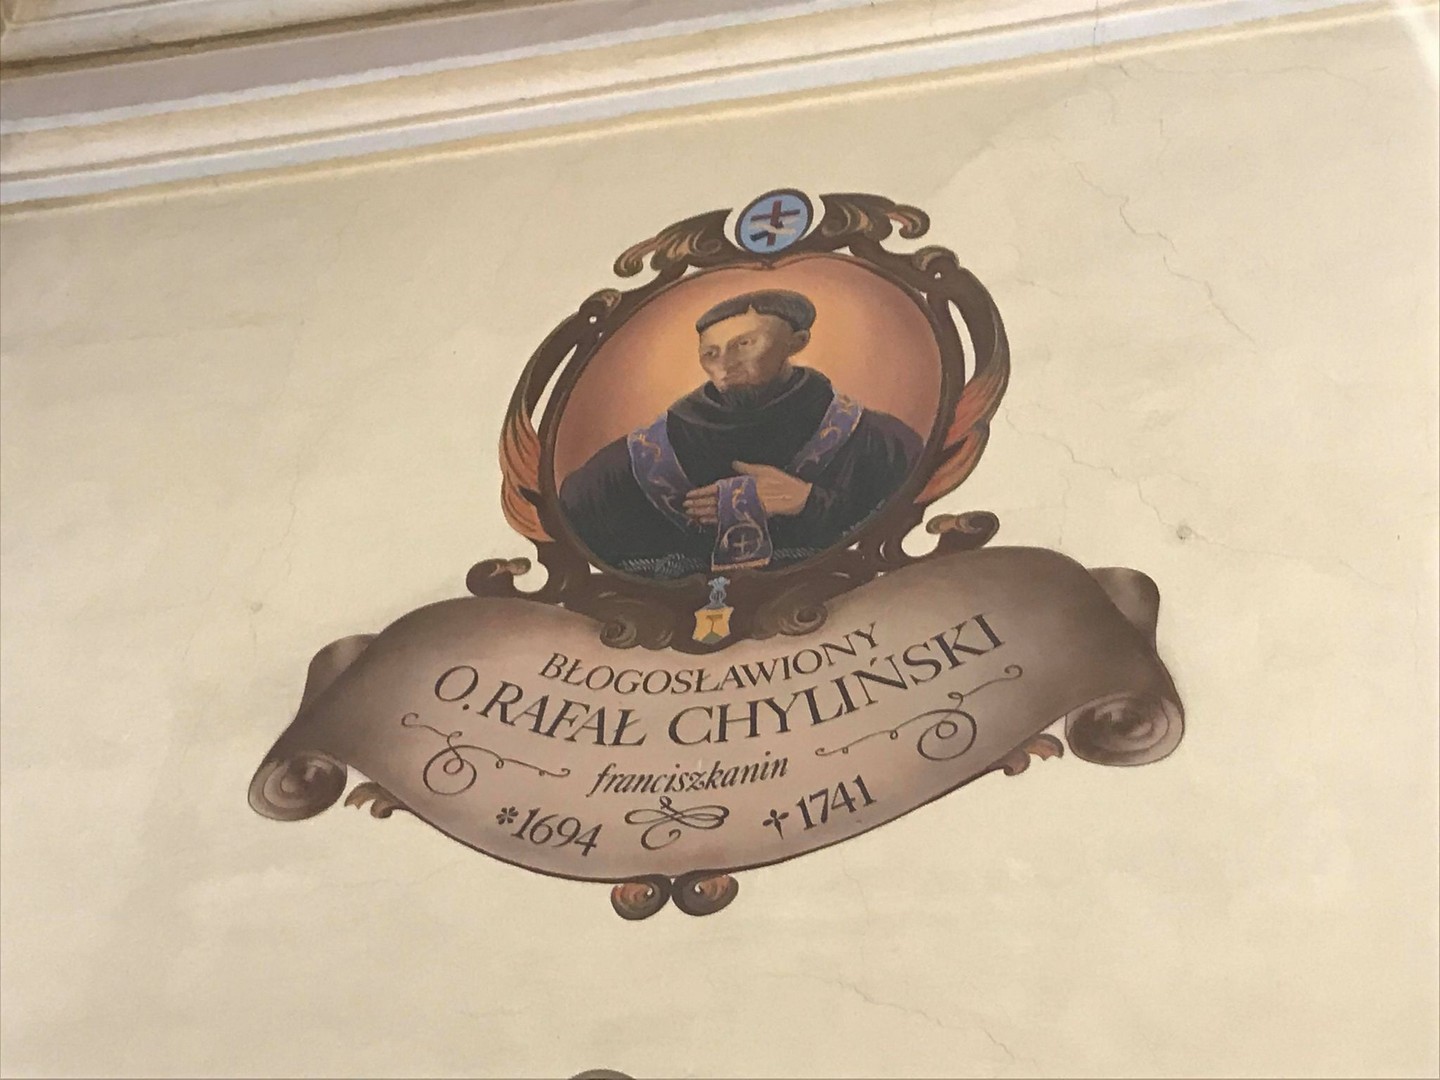 BŁOGOSŁAWIONY
O. RAFAŁ CHYLIŃSKI
franciszkanin
*1694 †1741